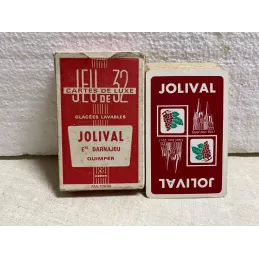 JEU DE 32
CARTES DE LUXE
GLACÉES LAVABLES
JOLIVAL
Ets DARNAJOU
QUIMPER
JOLIVAL
JOLIVAL